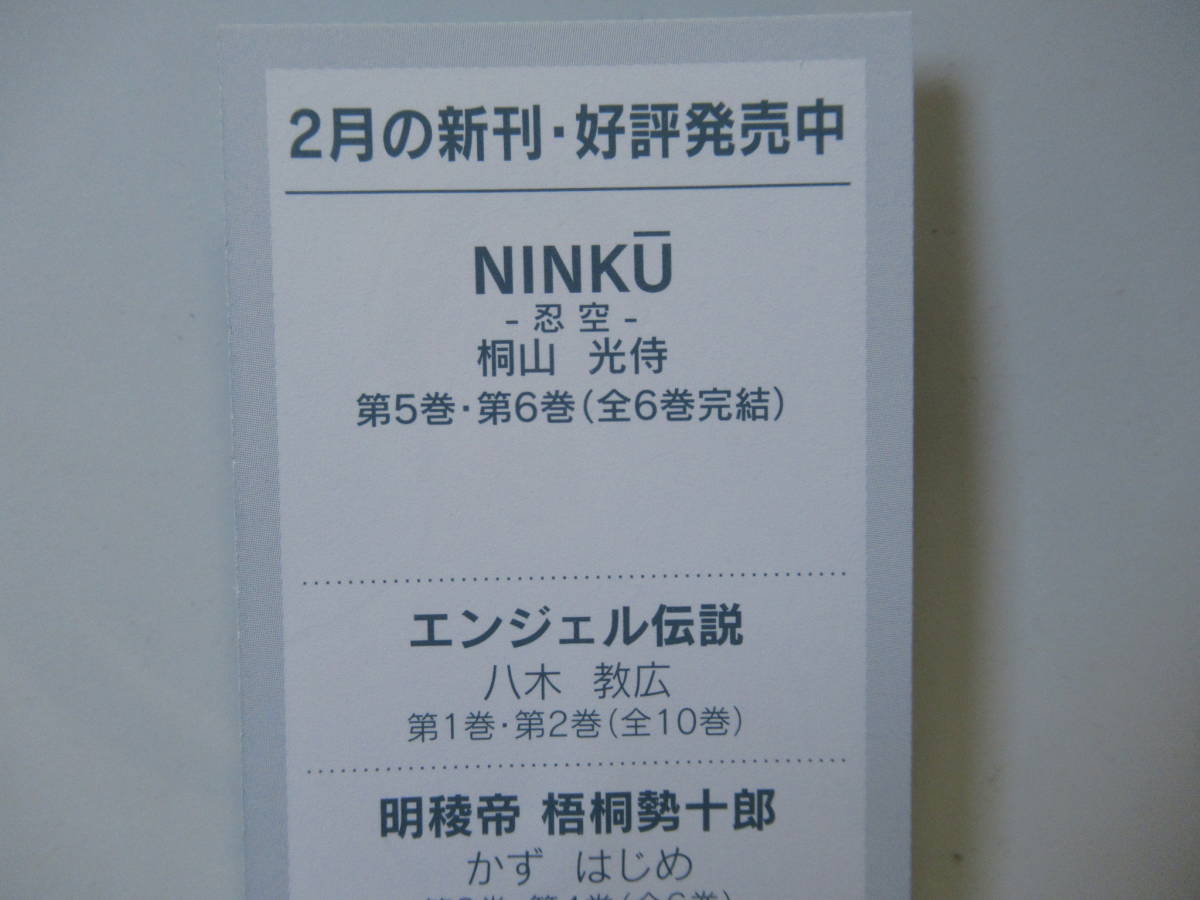 2月の新刊・好評発売中
NINKŪ
- 忍 空 -
桐山 光侍
第5巻・第6巻(全6巻完結)
エンジェル伝説
八木 教広
第1巻・第2巻(全10巻)
明稜帝 梧桐勢十郎
かず はじめ